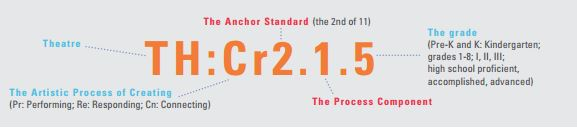 The Anchor Standard (the 2nd of 11)
Theatre
The grade
(Pre-K and K: Kindergarten;
grades 1-8; I, II, III;
high school proficient,
accomplished, advanced)
TH:Cr2.1.5
The Artistic Process of Creating
(Pr: Performing; Re: Responding; Cn: Connecting)
The Process Component